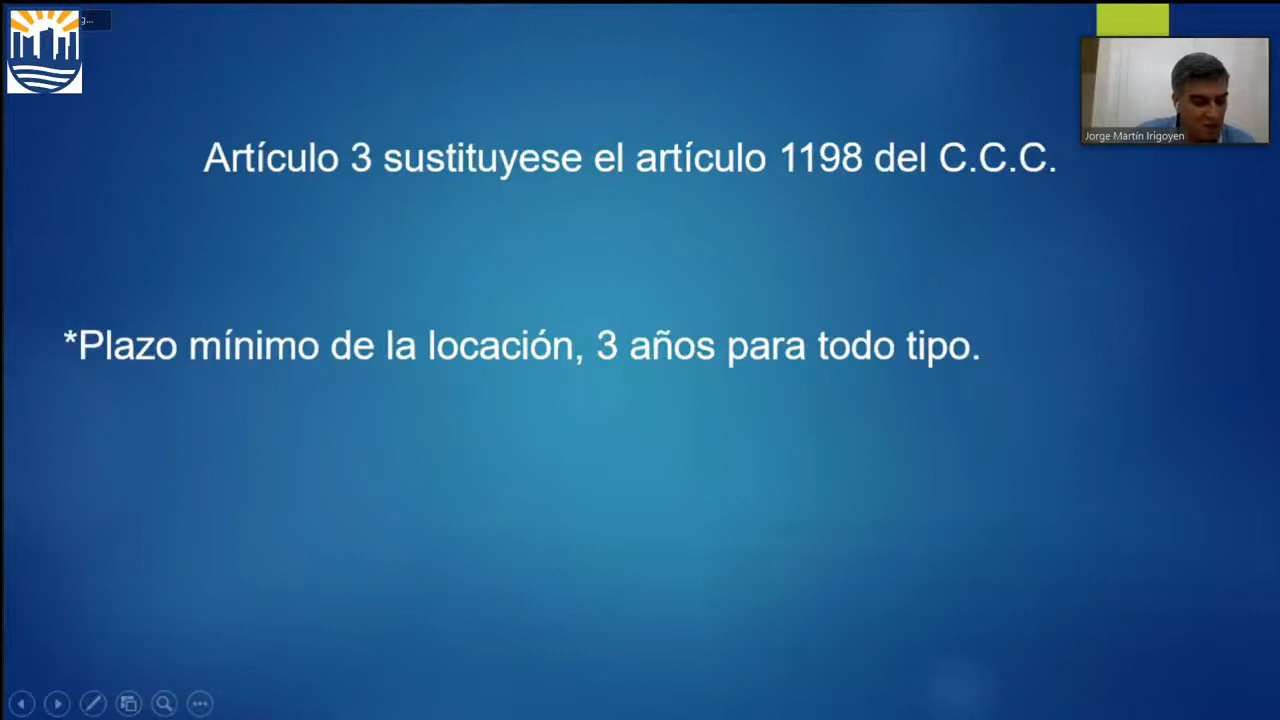 g...
Jorge Martín Irigoyen
Artículo 3 sustituyese el artículo 1198 del C.C.C.
*Plazo mínimo de la locación, 3 años para todo tipo.